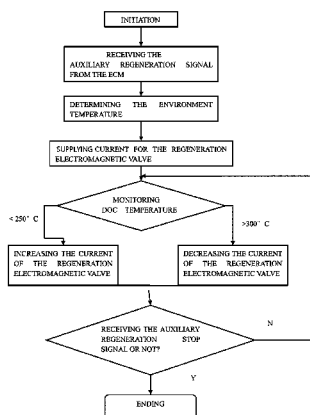 INITIATION
RECEIVING THE
AUXILIARY REGENERATION SIGNAL
FROM THE ECM
DETERMINING THE ENVIRONMENT
TEMPERATURE
SUPPLYING CURRENT FOR THE REGENERATION
ELECTROMAGNETIC VALVE
MONITORING
DOC TEMPERATURE
< 250° C
>300° C
INCREASING THE CURRENT
OF THE REGENERATION
ELECTROMAGNETIC VALVE
DECREASING THE CURRENT
OF THE REGENERATION
ELECTROMAGNETIC VALVE
RECEIVING THE AUXILIARY
REGENERATION STOP
SIGNAL OR NOT?
N
Y
ENDING